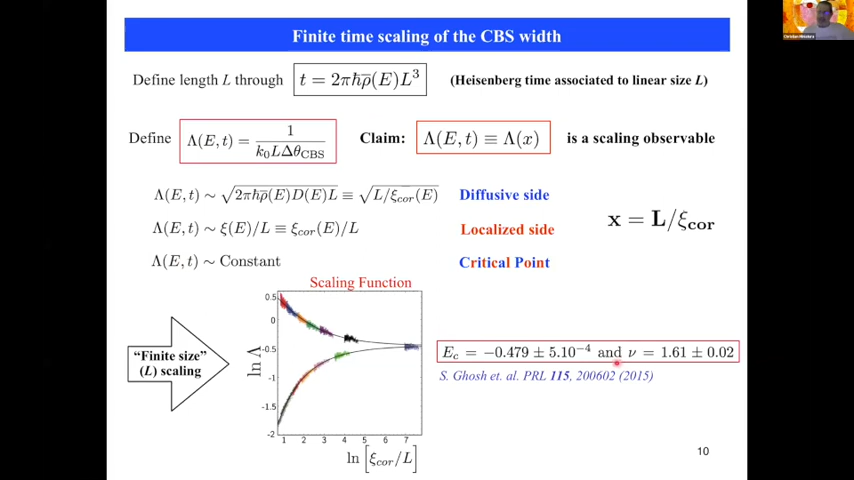 Finite time scaling of the CBS width
Define length L through t = 2πħρ̅(E)L³ (Heisenberg time associated to linear size L)
Define Λ(E, t) = 1 / k₀LΔθ_CBS Claim: Λ(E, t) ≡ Λ(x) is a scaling observable
Λ(E, t) ∼ √(2πħρ̅(E)D(E)L) ≡ √(L/ξ_cor(E)) Diffusive side
Λ(E, t) ∼ ξ(E)/L ≡ ξ_cor(E)/L Localized side
x = L/ξ_cor
Λ(E, t) ∼ Constant Critical Point
Scaling Function
0.5
0
-0.5
-1
-1.5
-2
ln Λ
1 2 3 4 5 6 7
ln [ξ_cor/L]
"Finite size"
(L) scaling
E_c = −0.479 ± 5.10⁻⁴ and ν = 1.61 ± 0.02
S. Ghosh et. al. PRL 115, 200602 (2015)
10